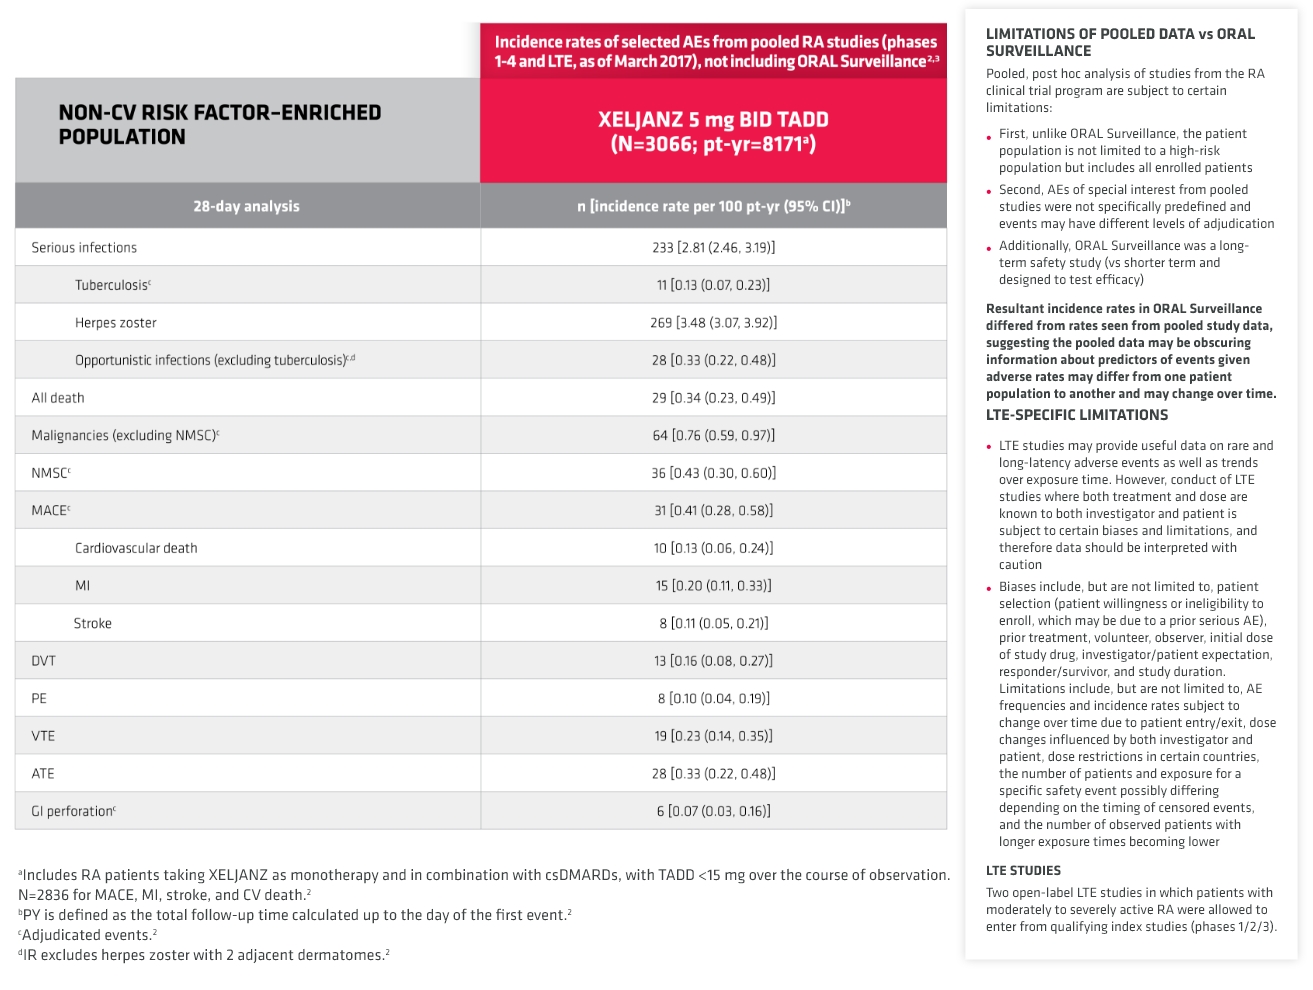 Incidence rates of selected AEs from pooled RA studies (phases
1-4 and LTE, as of March 2017), not including ORAL Surveillance2,3
NON-CV RISK FACTOR–ENRICHED
POPULATION
XELJANZ 5 mg BID TADD
(N=3066; pt-yr=8171a)
28-day analysis
n [incidence rate per 100 pt-yr (95% CI)]b
Serious infections
233 [2.81 (2.46, 3.19)]
Tuberculosisc
11 [0.13 (0.07, 0.23)]
Herpes zoster
269 [3.48 (3.07, 3.92)]
Opportunistic infections (excluding tuberculosis)c,d
28 [0.33 (0.22, 0.48)]
All death
29 [0.34 (0.23, 0.49)]
Malignancies (excluding NMSC)c
64 [0.76 (0.59, 0.97)]
NMSCc
36 [0.43 (0.30, 0.60)]
MACEc
31 [0.41 (0.28, 0.58)]
Cardiovascular death
10 [0.13 (0.06, 0.24)]
MI
15 [0.20 (0.11, 0.33)]
Stroke
8 [0.11 (0.05, 0.21)]
DVT
13 [0.16 (0.08, 0.27)]
PE
8 [0.10 (0.04, 0.19)]
VTE
19 [0.23 (0.14, 0.35)]
ATE
28 [0.33 (0.22, 0.48)]
GI perforationc
6 [0.07 (0.03, 0.16)]
aIncludes RA patients taking XELJANZ as monotherapy and in combination with csDMARDs, with TADD <15 mg over the course of observation.
N=2836 for MACE, MI, stroke, and CV death.2
bPY is defined as the total follow-up time calculated up to the day of the first event.2
cAdjudicated events.2
dIR excludes herpes zoster with 2 adjacent dermatomes.2
LIMITATIONS OF POOLED DATA vs ORAL
SURVEILLANCE
Pooled, post hoc analysis of studies from the RA
clinical trial program are subject to certain
limitations:
• First, unlike ORAL Surveillance, the patient
population is not limited to a high-risk
population but includes all enrolled patients
• Second, AEs of special interest from pooled
studies were not specifically predefined and
events may have different levels of adjudication
• Additionally, ORAL Surveillance was a long-
term safety study (vs shorter term and
designed to test efficacy)
Resultant incidence rates in ORAL Surveillance
differed from rates seen from pooled study data,
suggesting the pooled data may be obscuring
information about predictors of events given
adverse rates may differ from one patient
population to another and may change over time.
LTE-SPECIFIC LIMITATIONS
• LTE studies may provide useful data on rare and
long-latency adverse events as well as trends
over exposure time. However, conduct of LTE
studies where both treatment and dose are
known to both investigator and patient is
subject to certain biases and limitations, and
therefore data should be interpreted with
caution
• Biases include, but are not limited to, patient
selection (patient willingness or ineligibility to
enroll, which may be due to a prior serious AE),
prior treatment, volunteer, observer, initial dose
of study drug, investigator/patient expectation,
responder/survivor, and study duration.
Limitations include, but are not limited to, AE
frequencies and incidence rates subject to
change over time due to patient entry/exit, dose
changes influenced by both investigator and
patient, dose restrictions in certain countries,
the number of patients and exposure for a
specific safety event possibly differing
depending on the timing of censored events,
and the number of observed patients with
longer exposure times becoming lower
LTE STUDIES
Two open-label LTE studies in which patients with
moderately to severely active RA were allowed to
enter from qualifying index studies (phases 1/2/3).